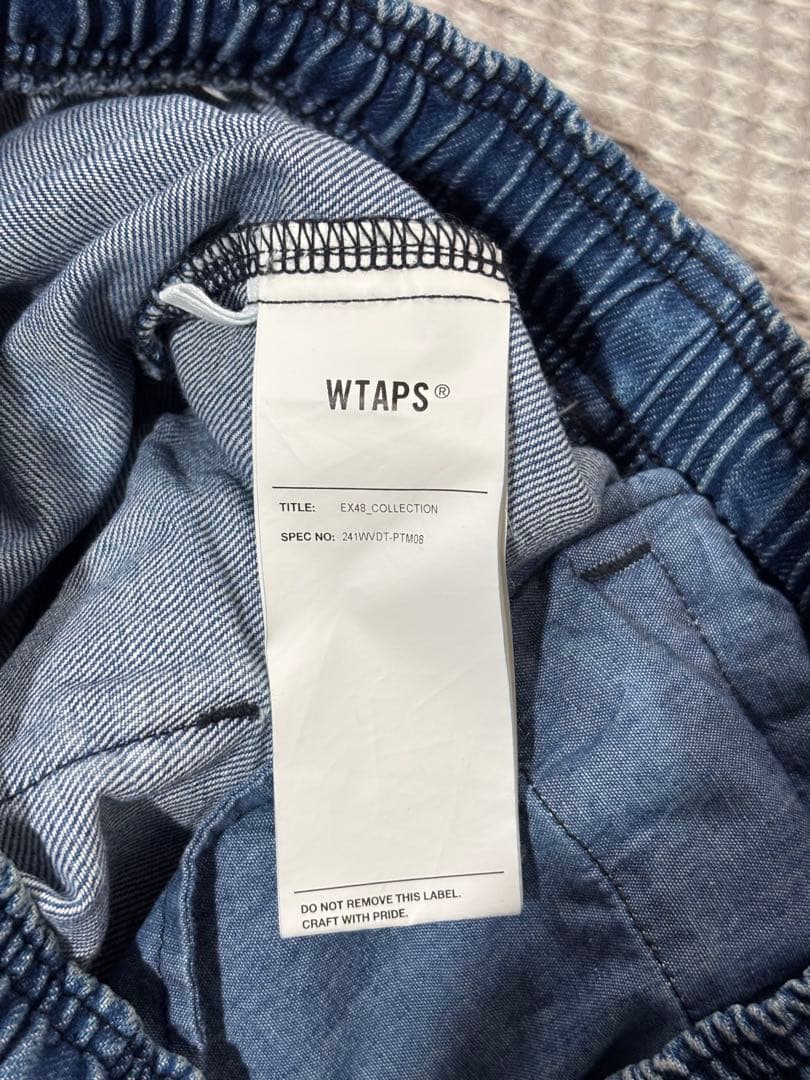 WTAPS®
TITLE: EX48_COLLECTION
SPEC NO: 241WVDT-PTM08
DO NOT REMOVE THIS LABEL.
CRAFT WITH PRIDE.